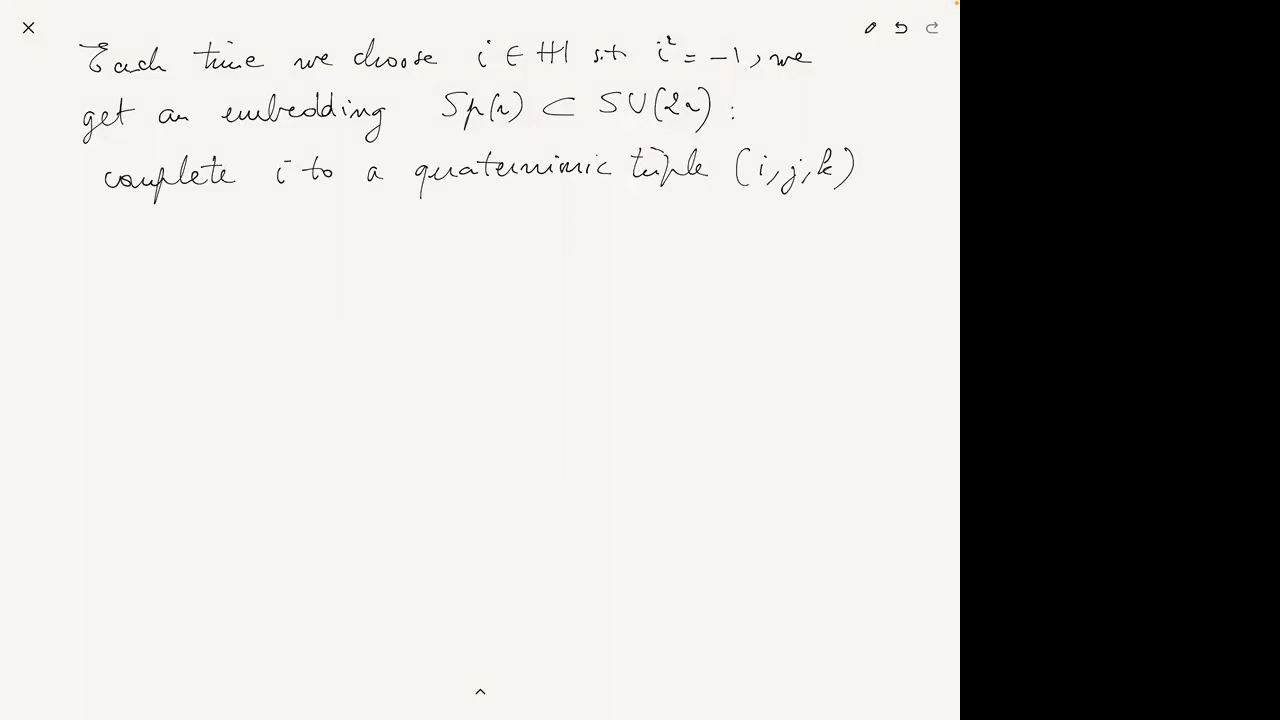 Each time we choose i ∈ ℍ s.t. i² = -1, we
get an embedding Sp(n) ⊂ SU(2n):
complete i to a quaternionic triple (i, j, k)